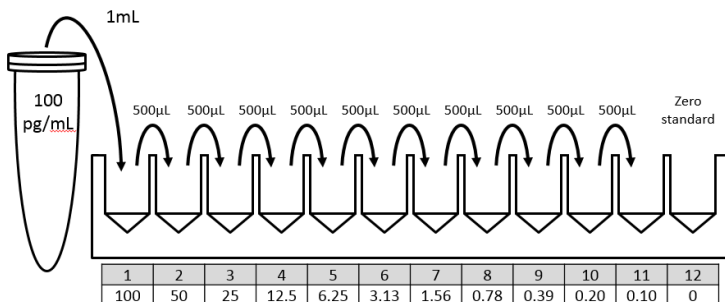 1mL
100
pg/mL
500µL 500µL 500µL 500µL 500µL 500µL 500µL 500µL 500µL 500µL
Zero
standard
1 2 3 4 5 6 7 8 9 10 11 12
100 50 25 12.5 6.25 3.13 1.56 0.78 0.39 0.20 0.10 0